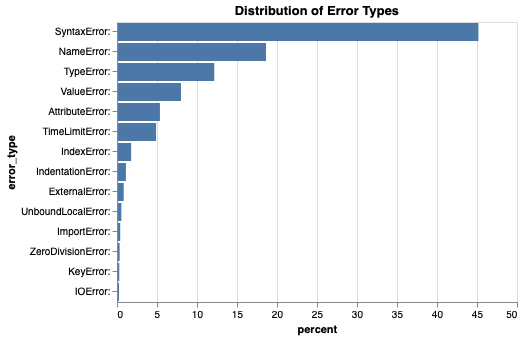 Distribution of Error Types
error_type
SyntaxError:
NameError:
TypeError:
ValueError:
AttributeError:
TimeLimitError:
IndexError:
IndentationError:
ExternalError:
UnboundLocalError:
ImportError:
ZeroDivisionError:
KeyError:
IOError:
0 5 10 15 20 25 30 35 40 45 50
percent